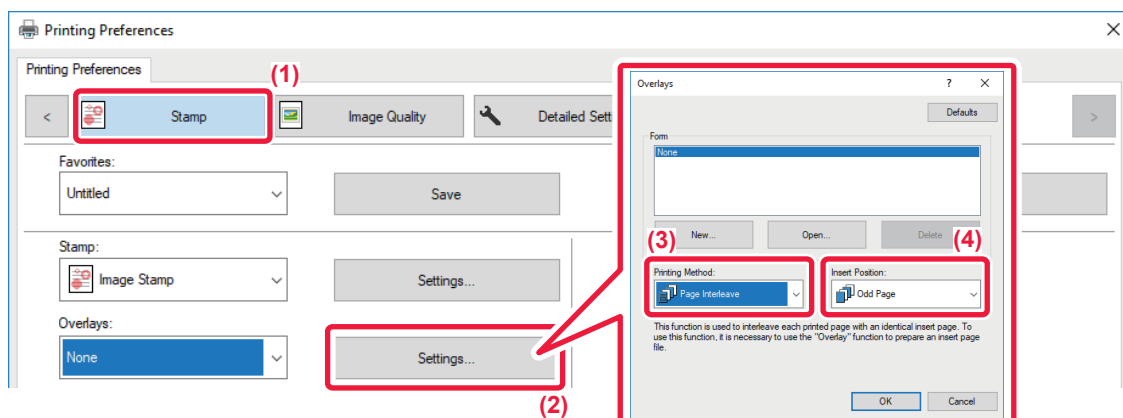 Printing Preferences
Printing Preferences
(1)
<
Stamp
Image Quality
Detailed Sett
>
Favorites:
Untitled
Save
Stamp:
Image Stamp
Settings...
Overlays:
None
Settings...
(2)
Overlays
?
Defaults
Form
None
New...
Open...
Delete
(3)
(4)
Printing Method:
Insert Position:
Page Interleave
Odd Page
This function is used to interleave each printed page with an identical insert page. To
use this function, it is necessary to use the "Overlay" function to prepare an insert page
file.
OK
Cancel